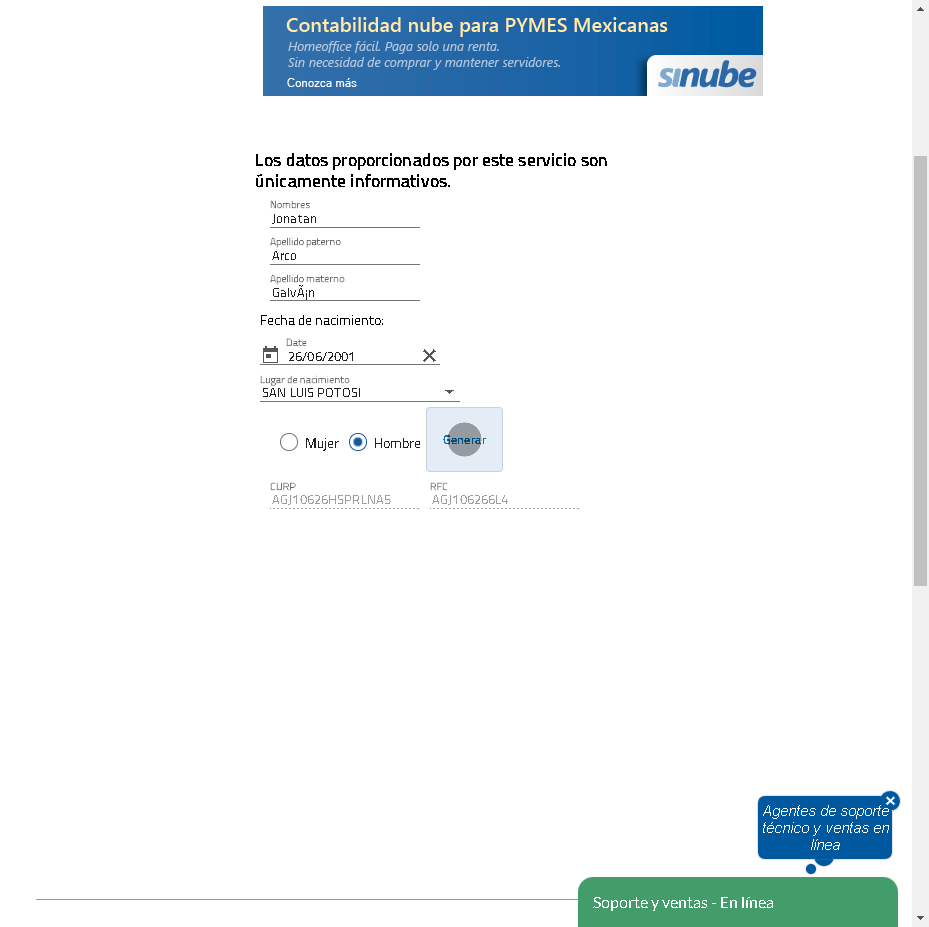 Contabilidad nube para PYMES Mexicanas
Homeoffice fácil. Paga solo una renta.
Sin necesidad de comprar y mantener servidores.
Conozca más
sınube
Los datos proporcionados por este servicio son
únicamente informativos.
Nombres
Jonatan
Apellido paterno
Arco
Apellido materno
GalvÃ¡n
Fecha de nacimiento:
Date
26/06/2001
Lugar de nacimiento
SAN LUIS POTOSI
Mujer Hombre Generar
CURP RFC
AGJ10626HSPRLNA5 AGJ106266L4
Agentes de soporte
técnico y ventas en
línea
Soporte y ventas - En línea